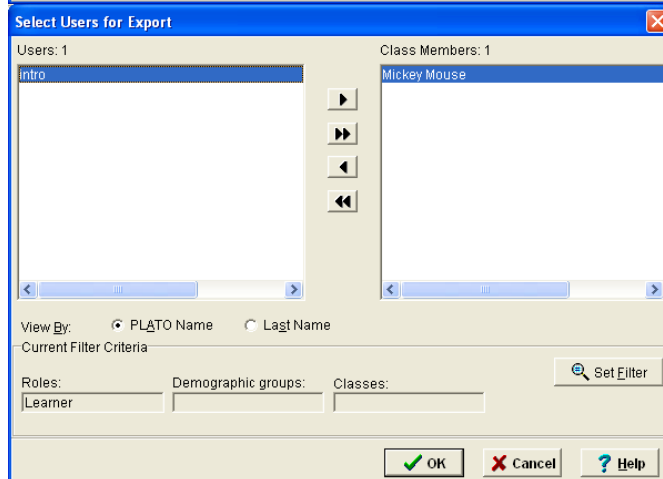 Select Users for Export
Users: 1
Class Members: 1
intro
Mickey Mouse
View By: PLATO Name Last Name
Current Filter Criteria
Roles: Demographic groups: Classes:
Learner
Set Filter
OK Cancel Help